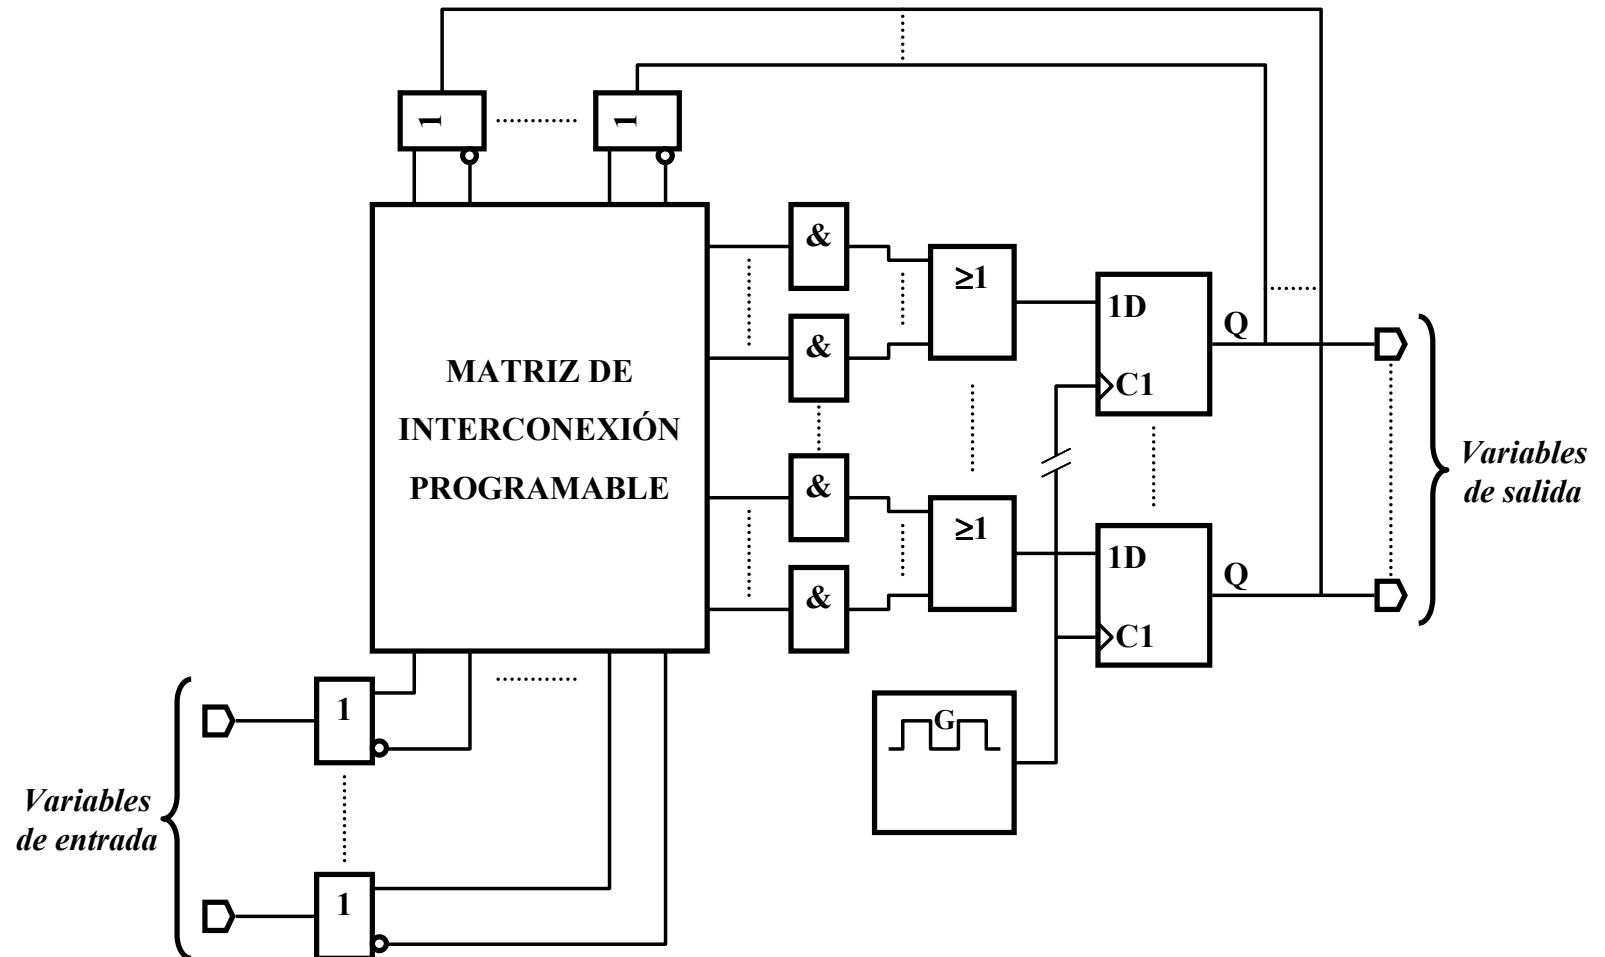 1
1
&
≥1
1D
Q
&
MATRIZ DE
INTERCONEXIÓN
PROGRAMABLE
C1
Variables
de salida
&
≥1
1D
Q
&
C1
1
G
Variables
de entrada
1